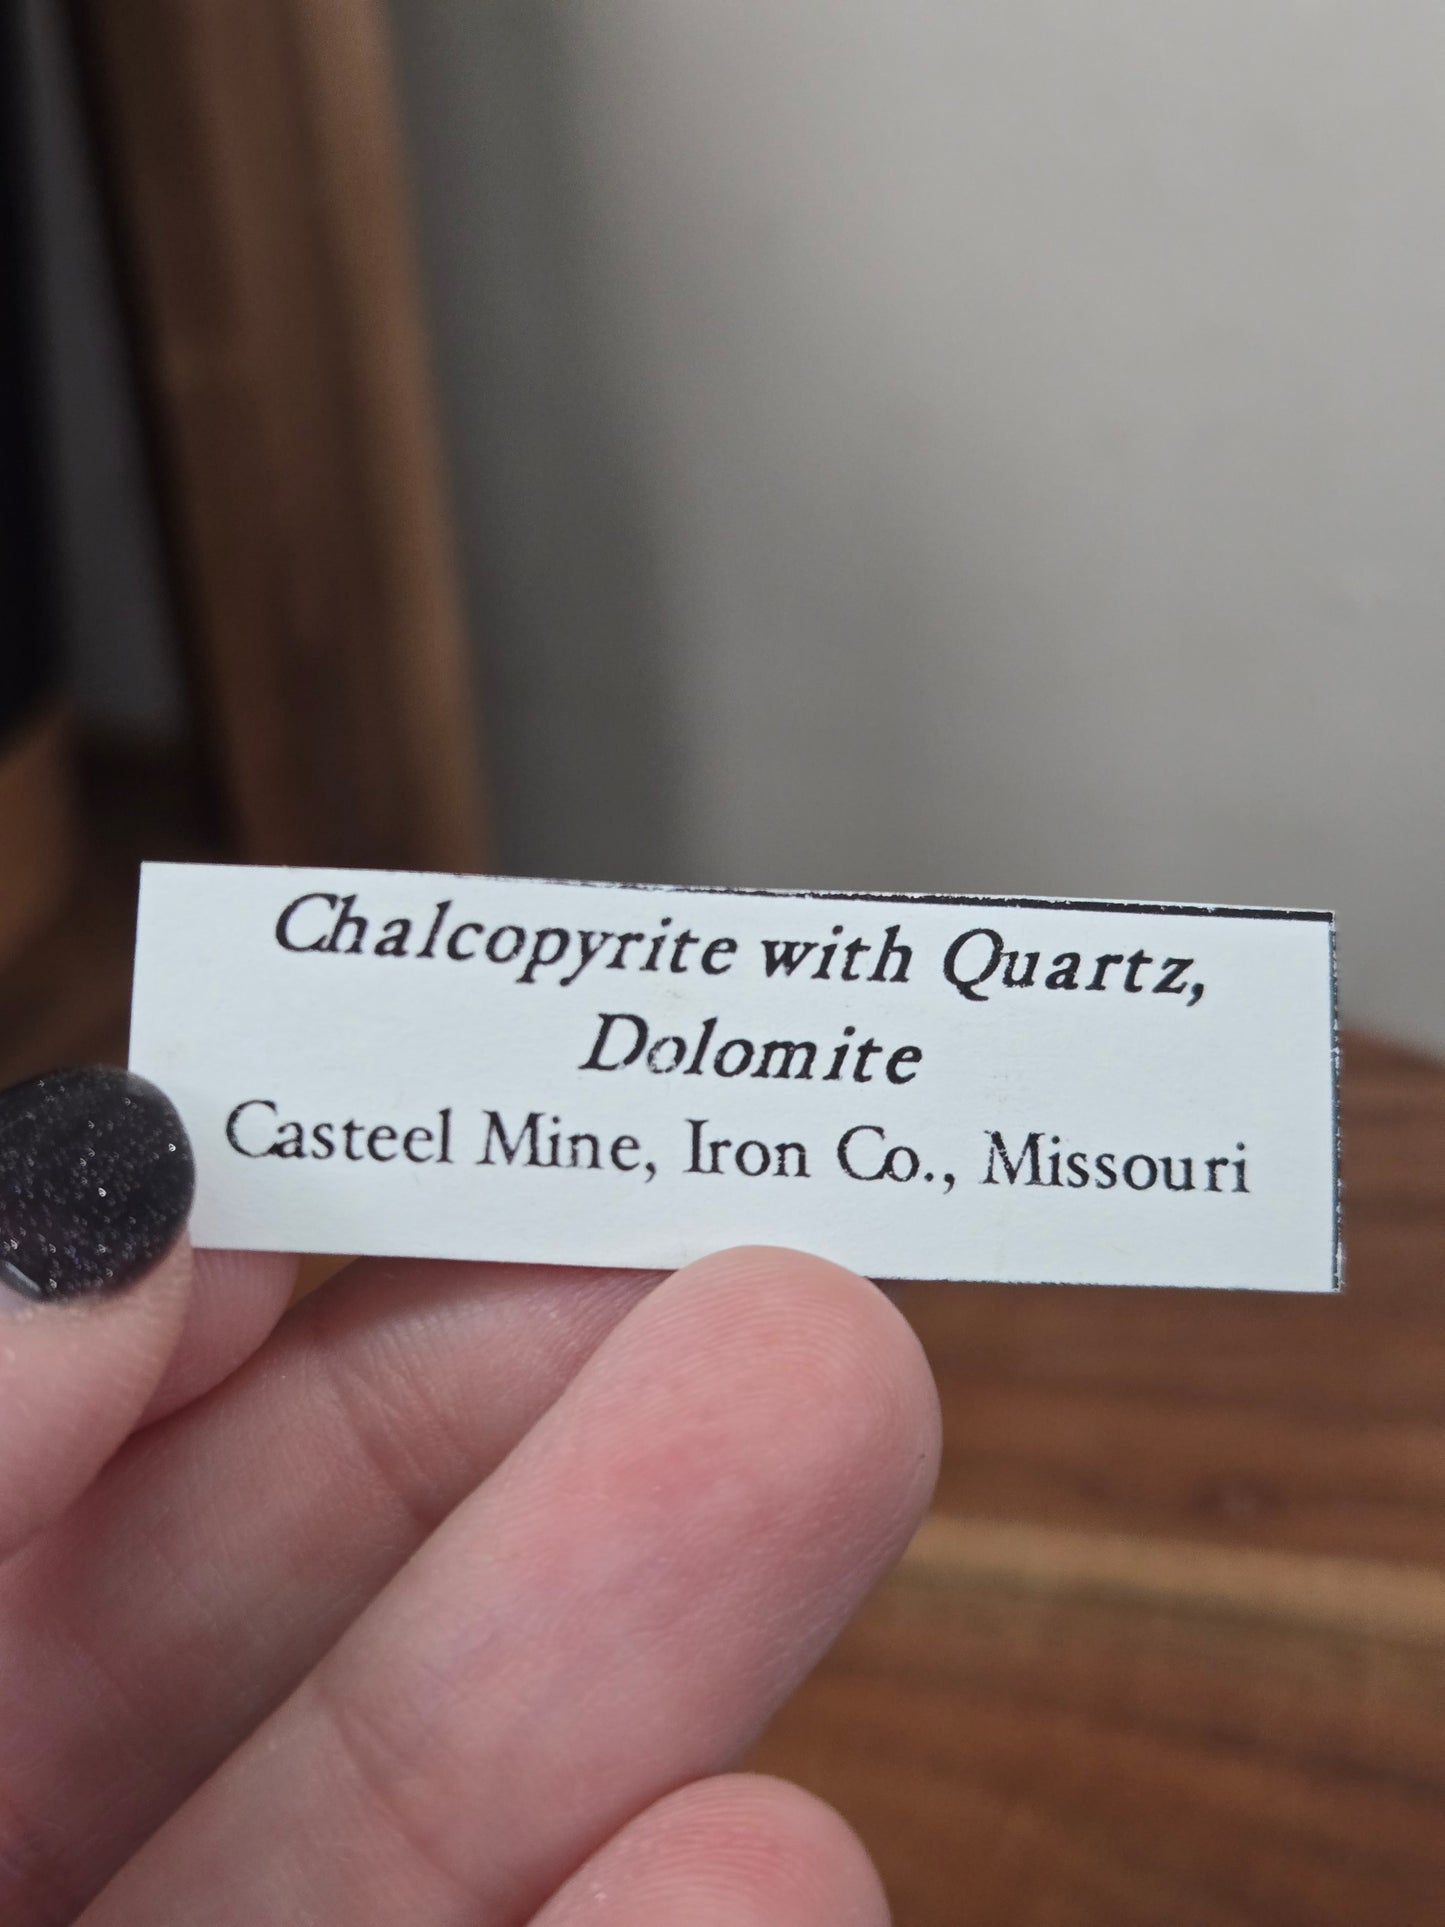 Chalcopyrite with Quartz,
Dolomite
Casteel Mine, Iron Co., Missouri